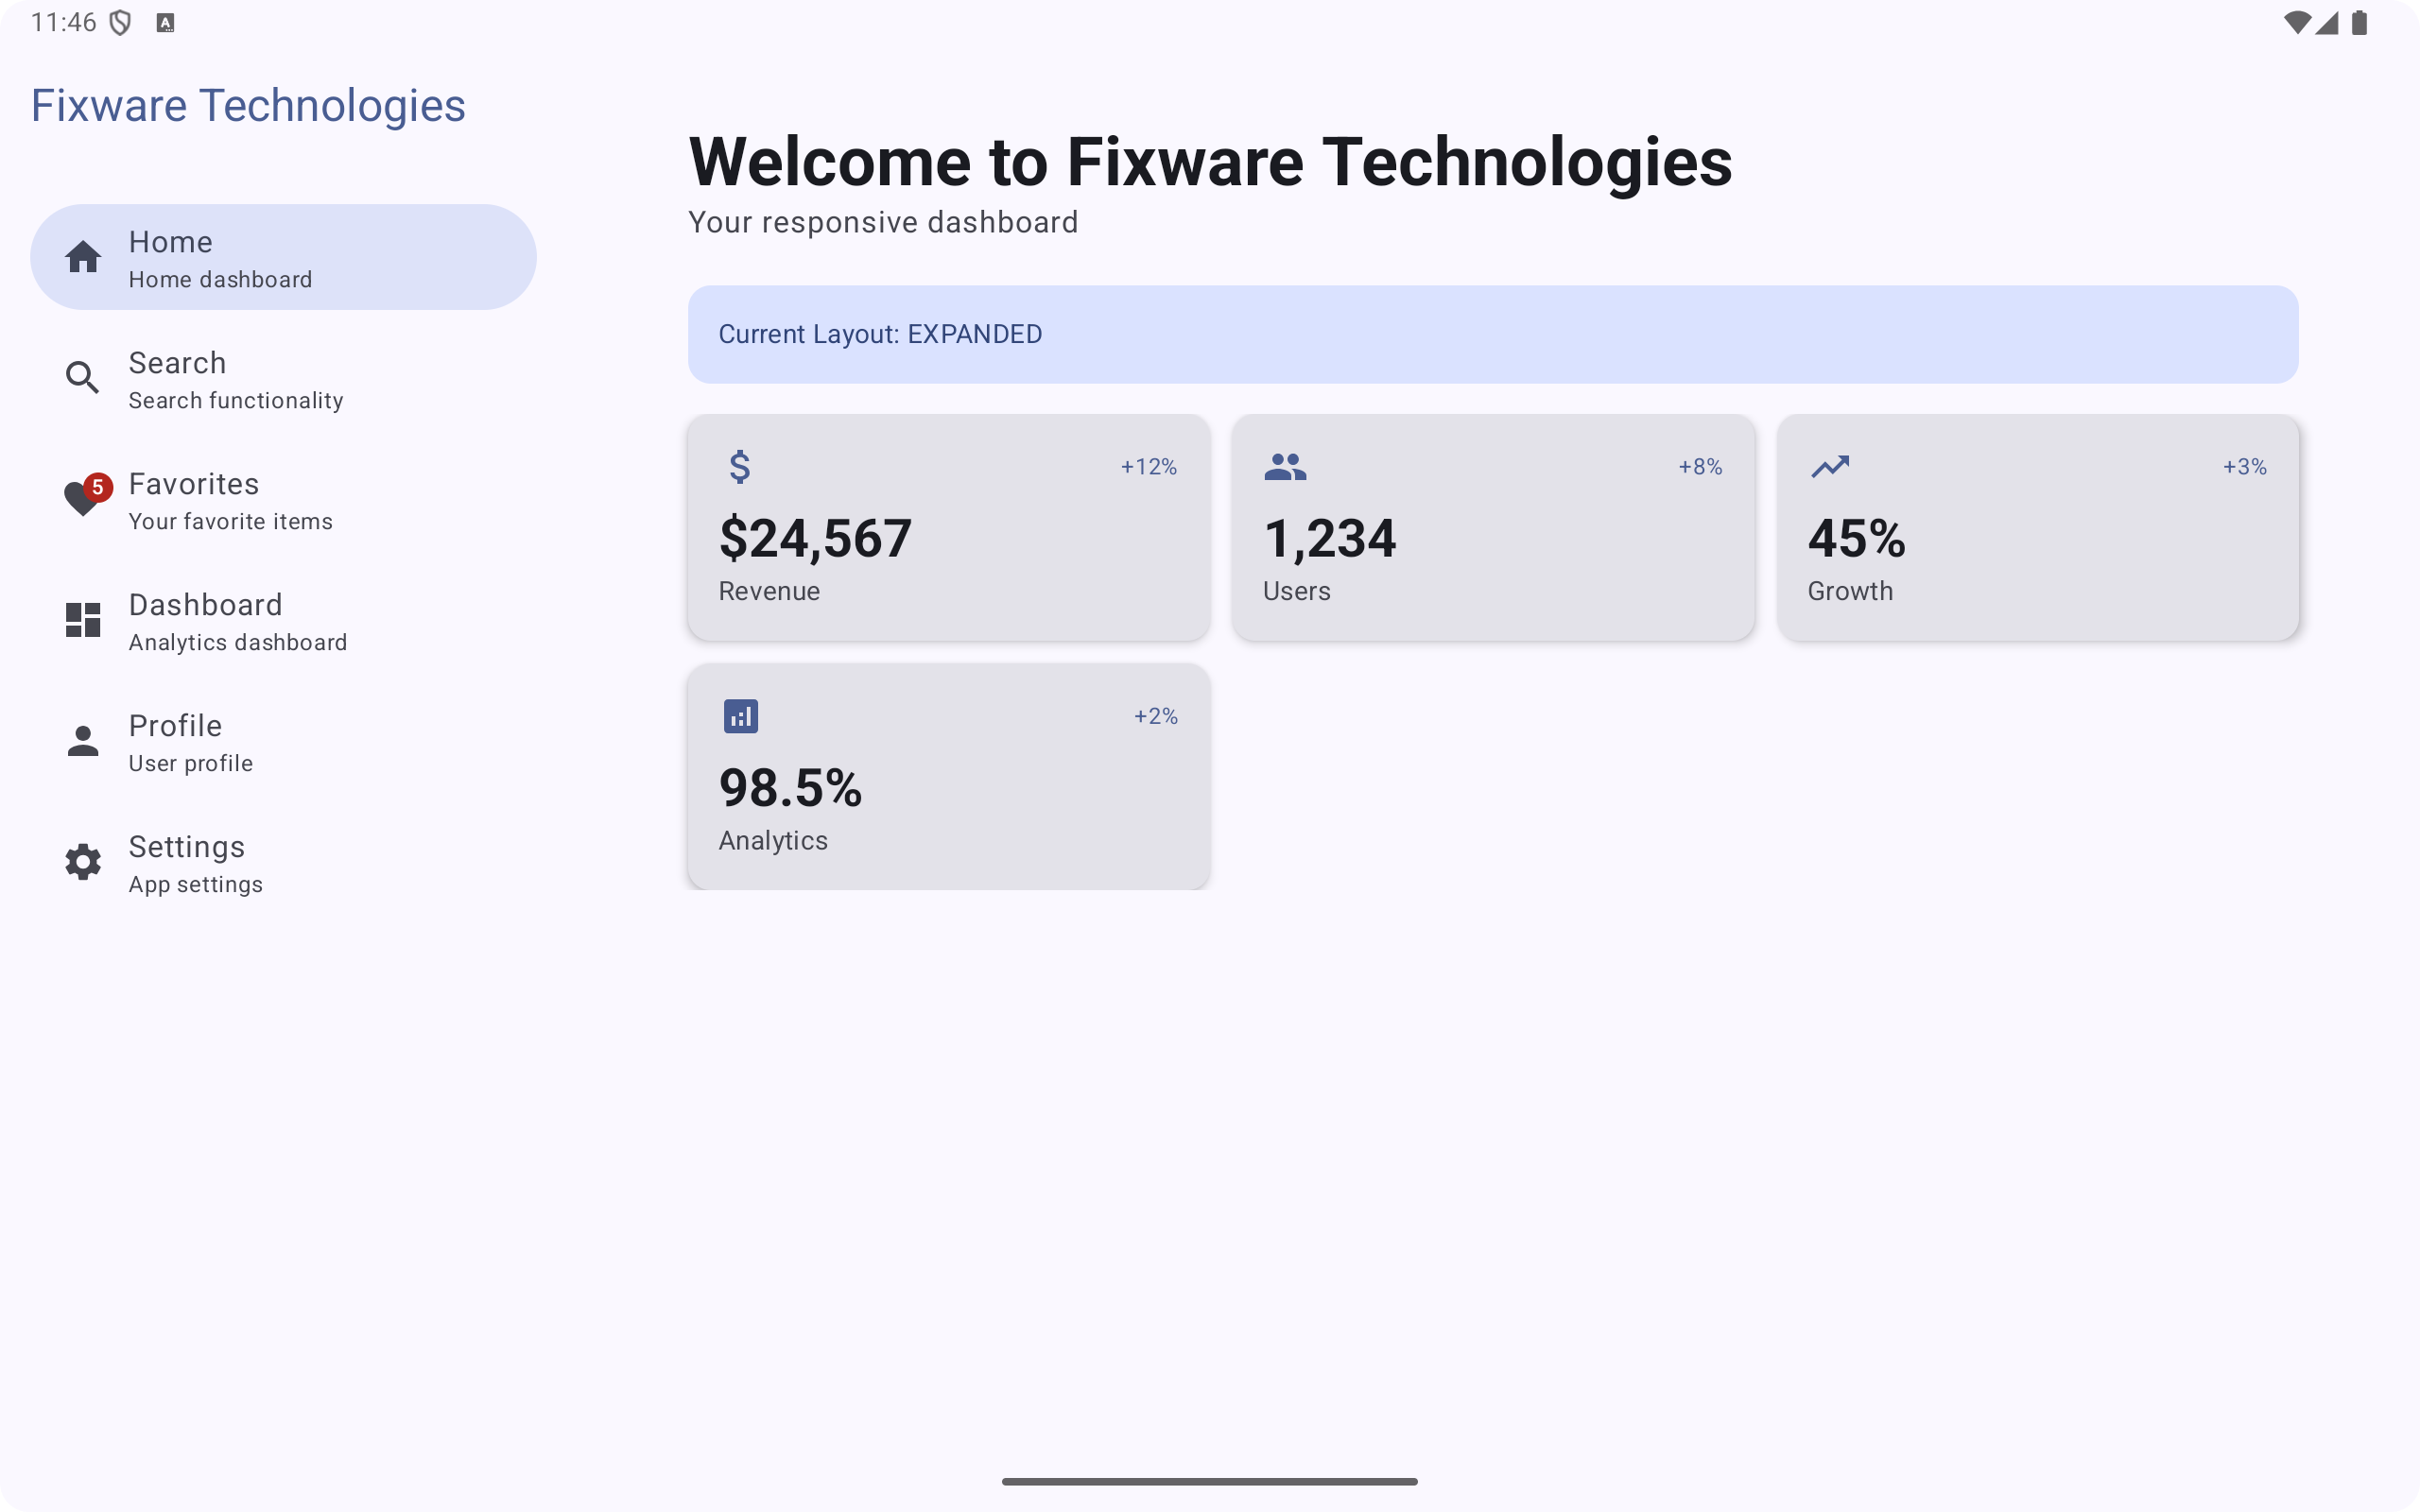 11:46
Fixware Technologies
Home
Home dashboard
Search
Search functionality
5
Favorites
Your favorite items
Dashboard
Analytics dashboard
Profile
User profile
Settings
App settings
Welcome to Fixware Technologies
Your responsive dashboard
Current Layout: EXPANDED
+12%
$24,567
Revenue
+8%
1,234
Users
+3%
45%
Growth
+2%
98.5%
Analytics